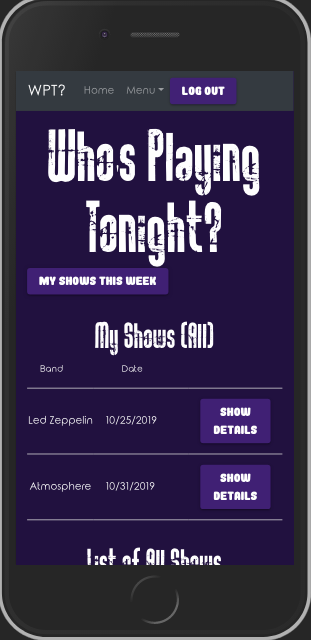 WPT? Home Menu LOG OUT
Who's Playing
Tonight?
MY SHOWS THIS WEEK
My Shows (All)
Band Date
Led Zeppelin 10/25/2019 SHOW DETAILS
Atmosphere 10/31/2019 SHOW DETAILS
List of All Shows